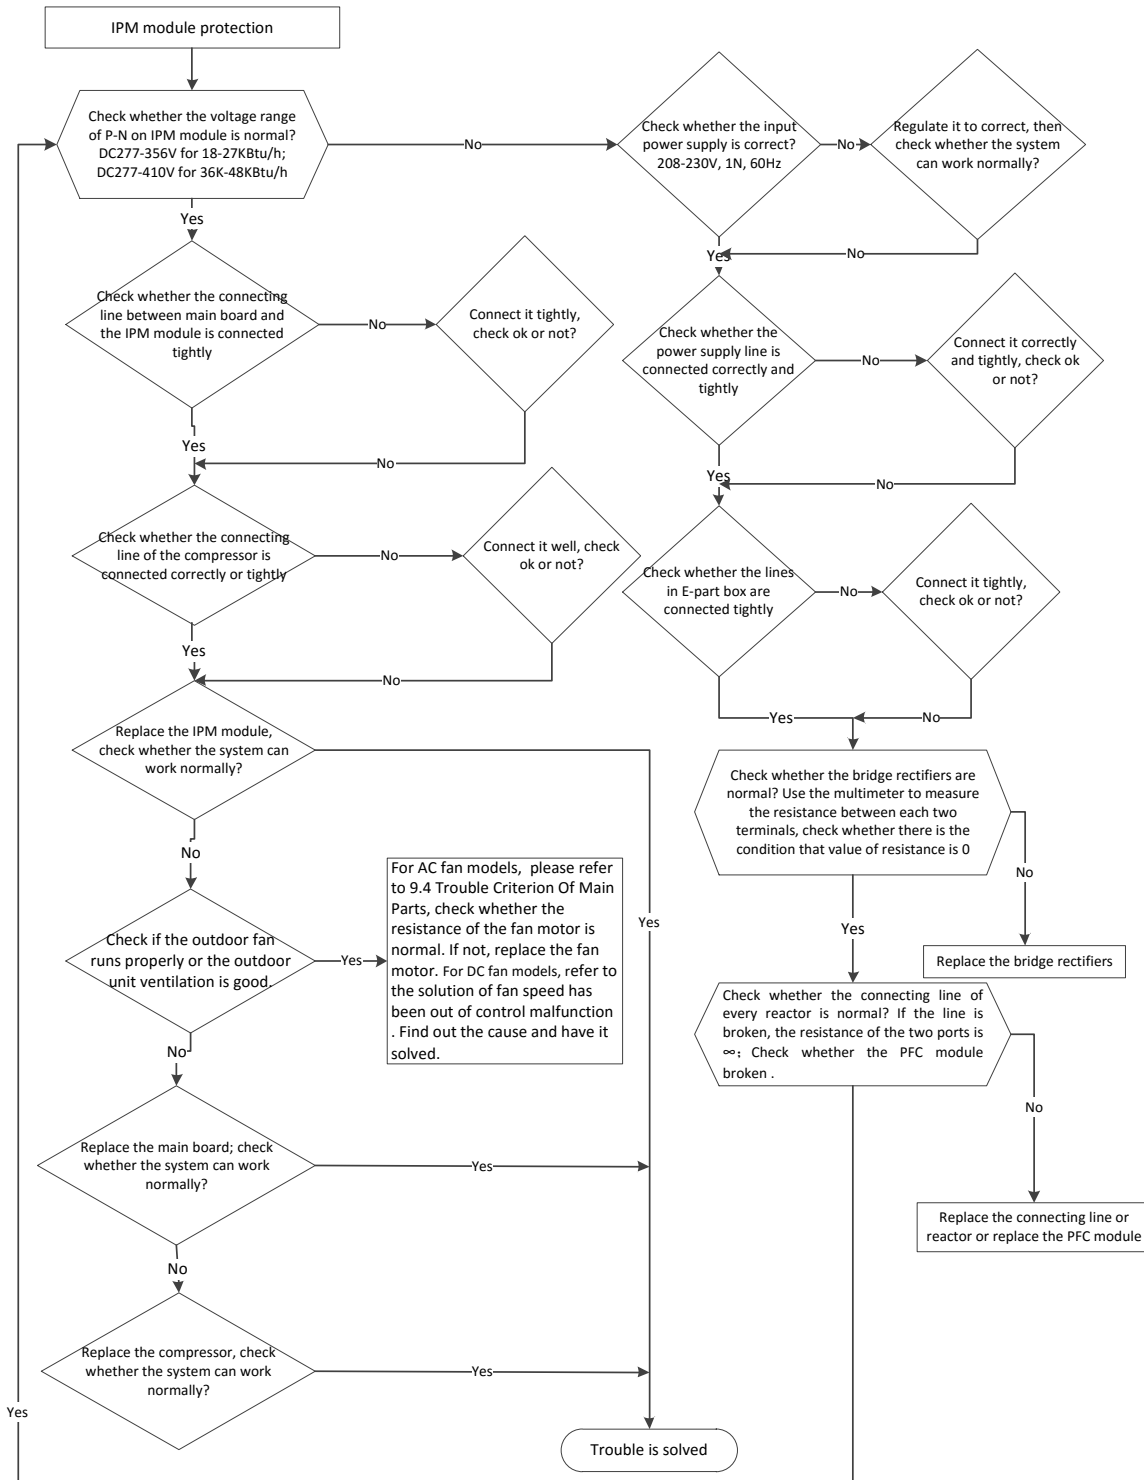 IPM module protection
Check whether the voltage range
of P-N on IPM module is normal?
DC277-356V for 18-27KBtu/h;
DC277-410V for 36K-48KBtu/h
No
Check whether the input
power supply is correct?
208-230V, 1N, 60Hz
No
Regulate it to correct, then
check whether the system
can work normally?
Yes
Yes
No
Check whether the connecting
line between main board and
the IPM module is connected
tightly
No
Connect it tightly,
check ok or not?
Check whether the
power supply line is
connected correctly and
tightly
No
Connect it correctly
and tightly, check ok
or not?
Yes
No
Yes
No
Check whether the connecting
line of the compressor is
connected correctly or tightly
No
Connect it well, check
ok or not?
Check whether the lines
in E-part box are
connected tightly
No
Connect it tightly,
check ok or not?
Yes
No
Yes
No
Replace the IPM module,
check whether the system can
work normally?
Check whether the bridge rectifiers are
normal? Use the multimeter to measure
the resistance between each two
terminals, check whether there is the
condition that value of resistance is 0
No
No
Yes
Yes
Replace the bridge rectifiers
Check if the outdoor fan
runs properly or the outdoor
unit ventilation is good.
Yes
For AC fan models, please refer
to 9.4 Trouble Criterion Of Main
Parts, check whether the
resistance of the fan motor is
normal. If not, replace the fan
motor. For DC fan models, refer to
the solution of fan speed has
been out of control malfunction
. Find out the cause and have it
solved.
Check whether the connecting line of
every reactor is normal? If the line is
broken, the resistance of the two ports is
∞; Check whether the PFC module
broken .
No
No
Replace the main board; check
whether the system can work
normally?
Yes
Replace the connecting line or
reactor or replace the PFC module
No
Replace the compressor, check
whether the system can work
normally?
Yes
Yes
Trouble is solved